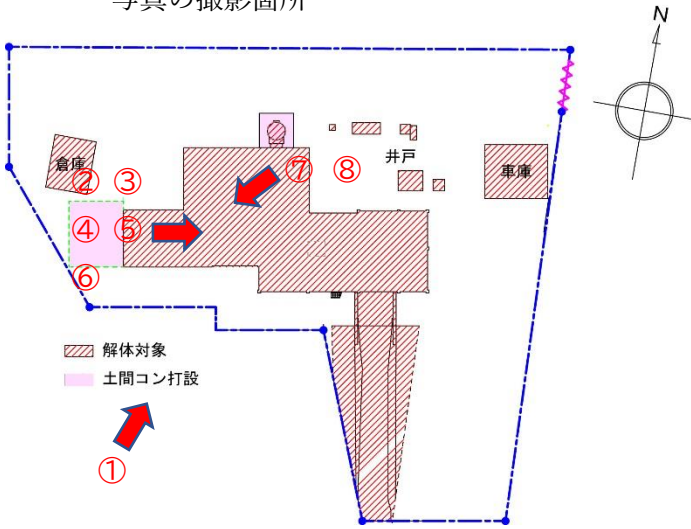 写真の撮影箇所
N
井戸
倉庫
車庫
② ③
⑦ ⑧
④ ⑤
⑥
解体対象
土間コン打設
①